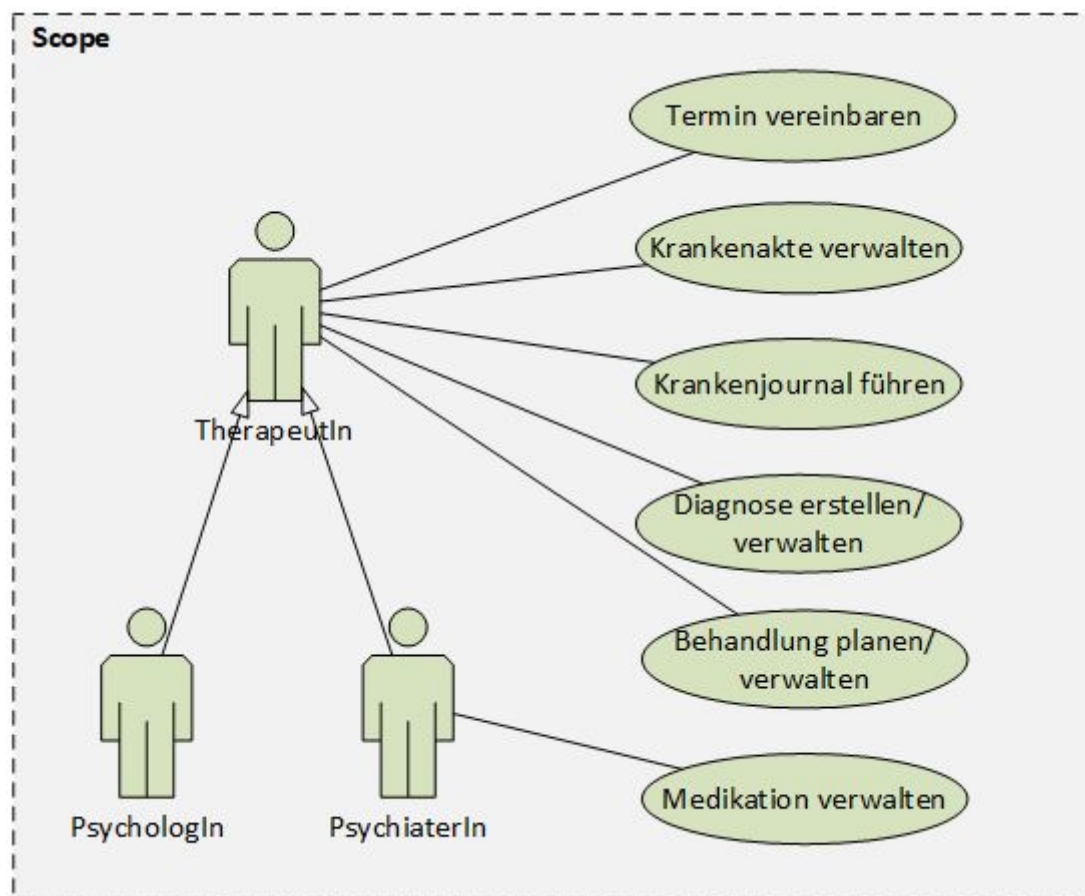 Scope
Termin vereinbaren
Krankenakte verwalten
Krankenjournal führen
TherapeutIn
Diagnose erstellen/
verwalten
Behandlung planen/
verwalten
Medikation verwalten
PsychologIn
PsychiaterIn